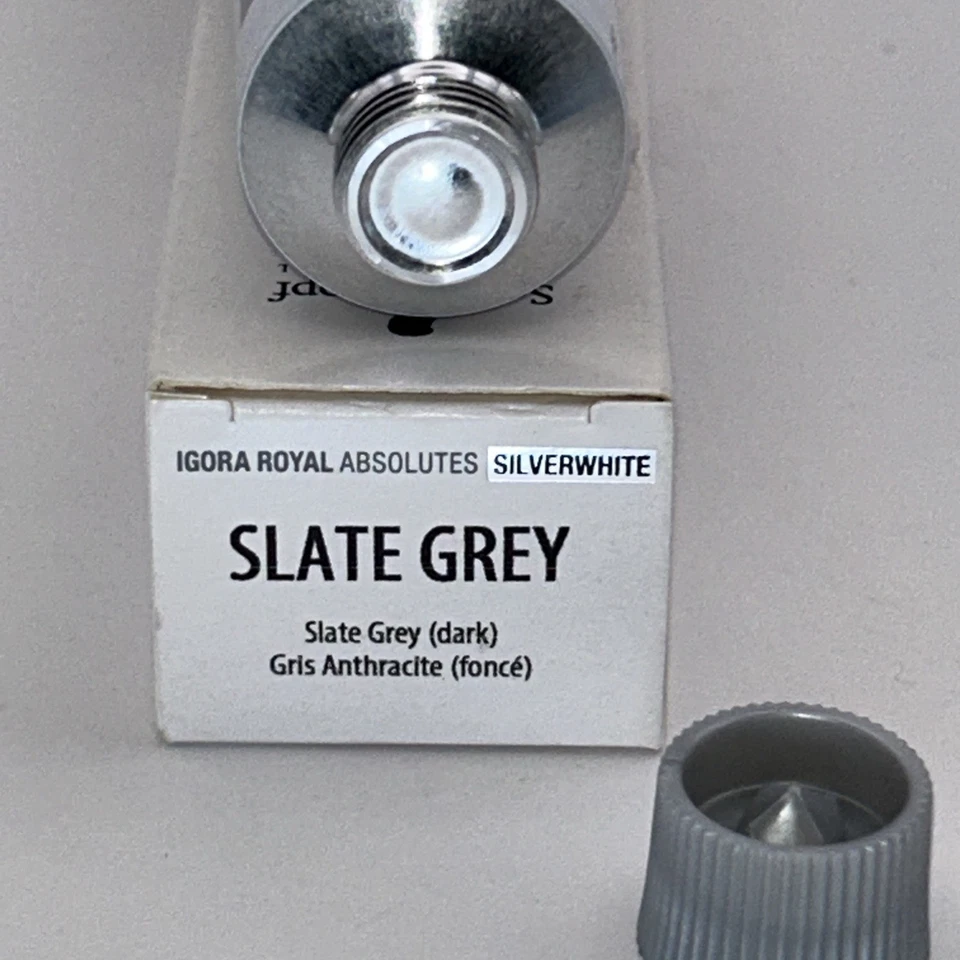 IGORA ROYAL ABSOLUTES SILVERWHITE
SLATE GREY
Slate Grey (dark)
Gris Anthracite (foncé)